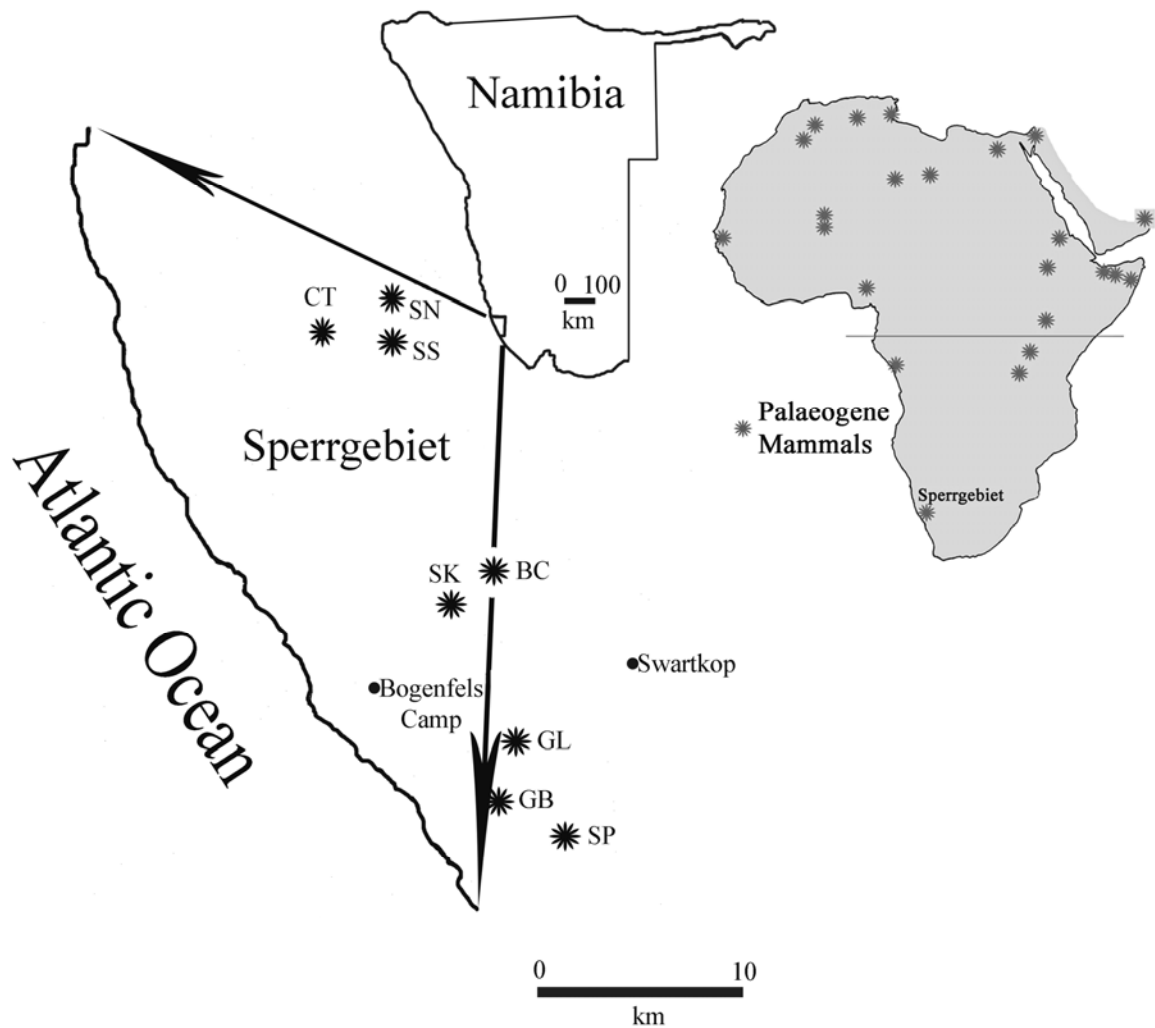 Namibia
0 100
km
CT
SN
SS
Sperrgebiet
Atlantic Ocean
SK
BC
Swartkop
Bogenfels
Camp
GL
GB
SP
0 10
km
Palaeogene
Mammals
Sperrgebiet